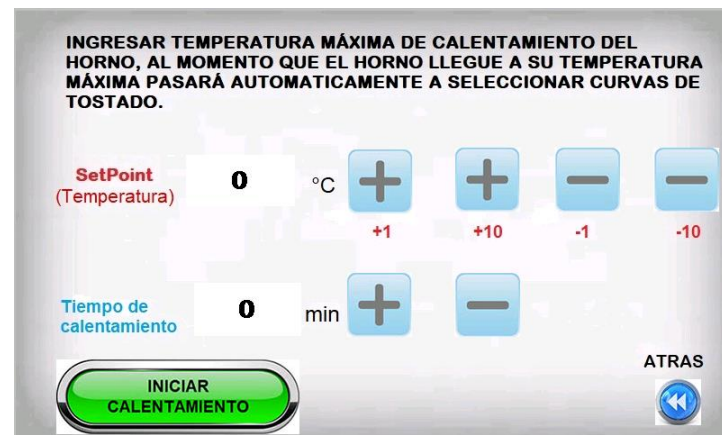 INGRESAR TEMPERATURA MÁXIMA DE CALENTAMIENTO DEL
HORNO, AL MOMENTO QUE EL HORNO LLEGUE A SU TEMPERATURA
MÁXIMA PASARÁ AUTOMATICAMENTE A SELECCIONAR CURVAS DE
TOSTADO.
SetPoint
(Temperatura)
0 °C
+1 +10 -1 -10
Tiempo de
calentamiento
0 min
INICIAR
CALENTAMIENTO
ATRAS